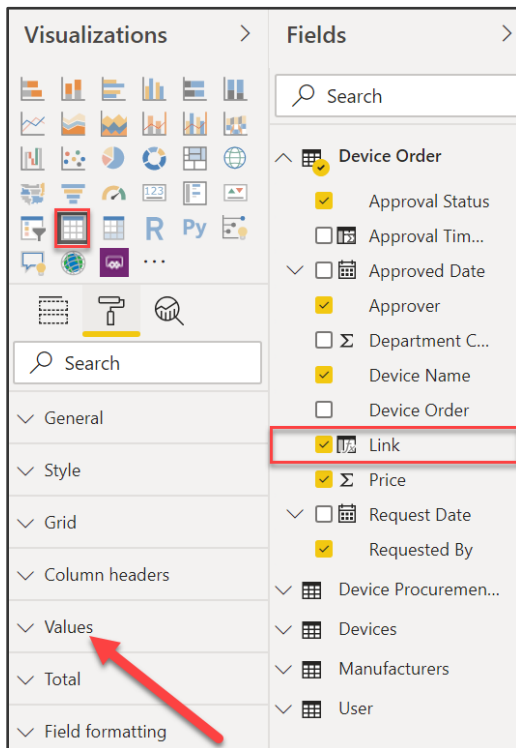 Visualizations
123
R
Py
Search
General
Style
Grid
Column headers
Values
Total
Field formatting
Fields
Search
Device Order
Approval Status
Approval Tim...
Approved Date
Approver
Σ Department C...
Device Name
Device Order
Link
Σ Price
Request Date
Requested By
Device Procuremen...
Devices
Manufacturers
User